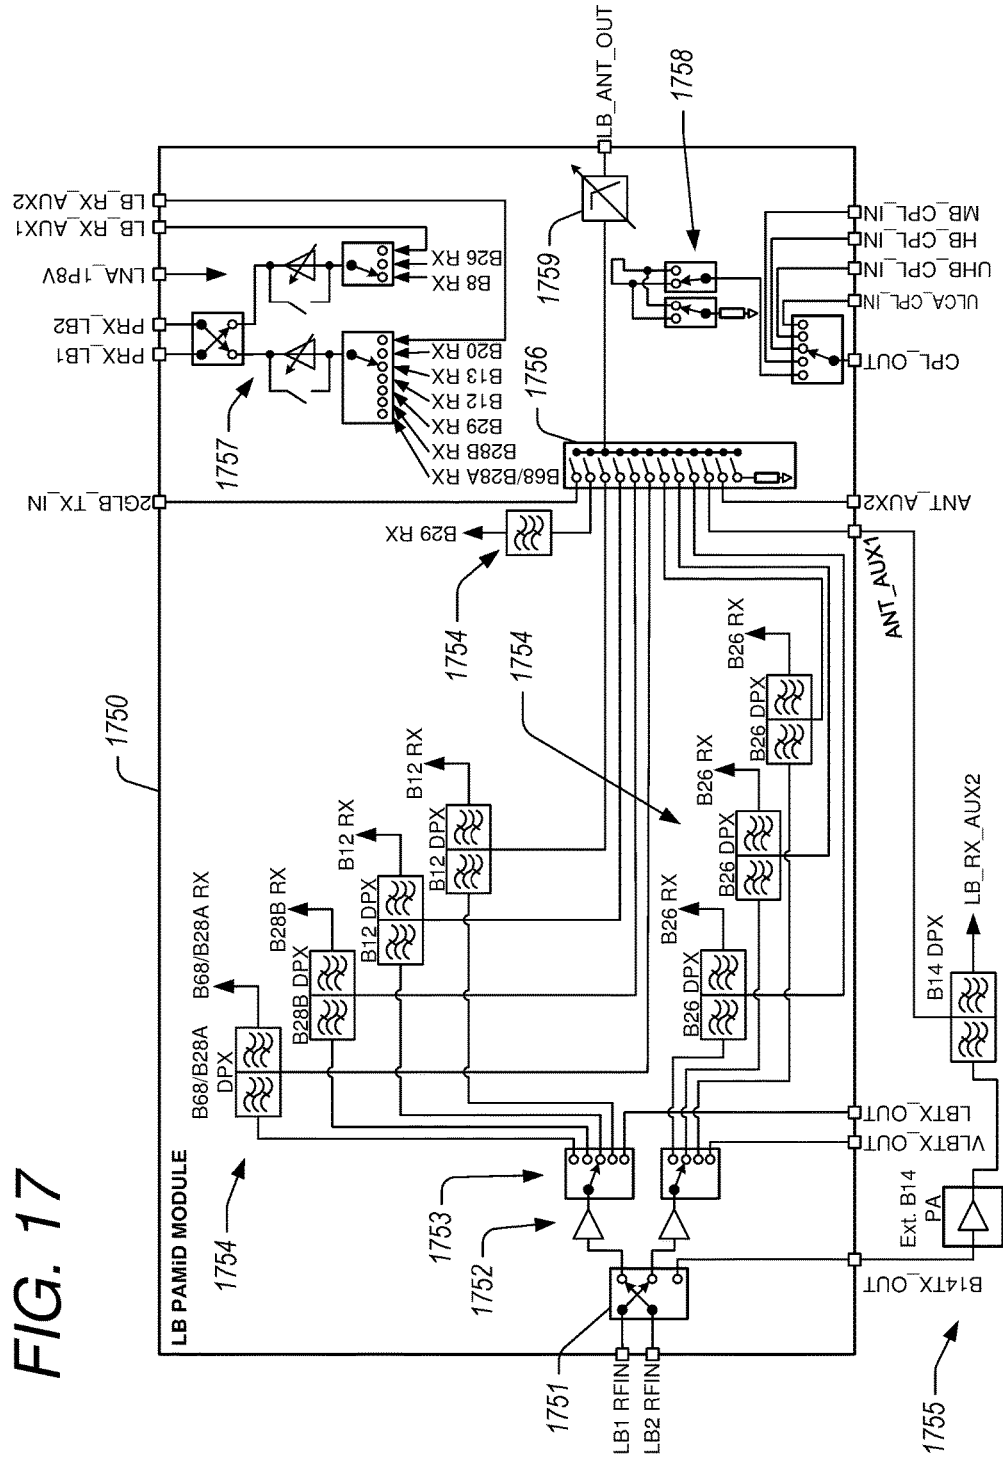 FIG. 17
LB PAMiD MODULE
1750
LB1 RFIN
LB2 RFIN
1751
1752
1753
1754
B68/B28A
DPX
B68/B28A RX
B28B DPX
B28B RX
B12 DPX
B12 RX
B12 DPX
B12 RX
1754
B29 RX
1754
B26 DPX
B26 RX
B26 DPX
B26 RX
B26 DPX
B26 RX
2GLB_TX_IN
1757
PRX_LB1
PRX_LB2
LNA_1P8V
LB_RX_AUX1
LB_RX_AUX2
B68/B28A RX
B28B RX
B29 RX
B12 RX
B13 RX
B20 RX
B8 RX
B26 RX
1756
1759
LB_ANT_OUT
1758
CPL_OUT
ULCA_CPL_IN
UHB_CPL_IN
HB_CPL_IN
MB_CPL_IN
ANT_AUX2
ANT_AUX1
LBTX_OUT
VLBTX_OUT
B14TX_OUT
1755
Ext. B14
PA
B14 DPX
LB_RX_AUX2